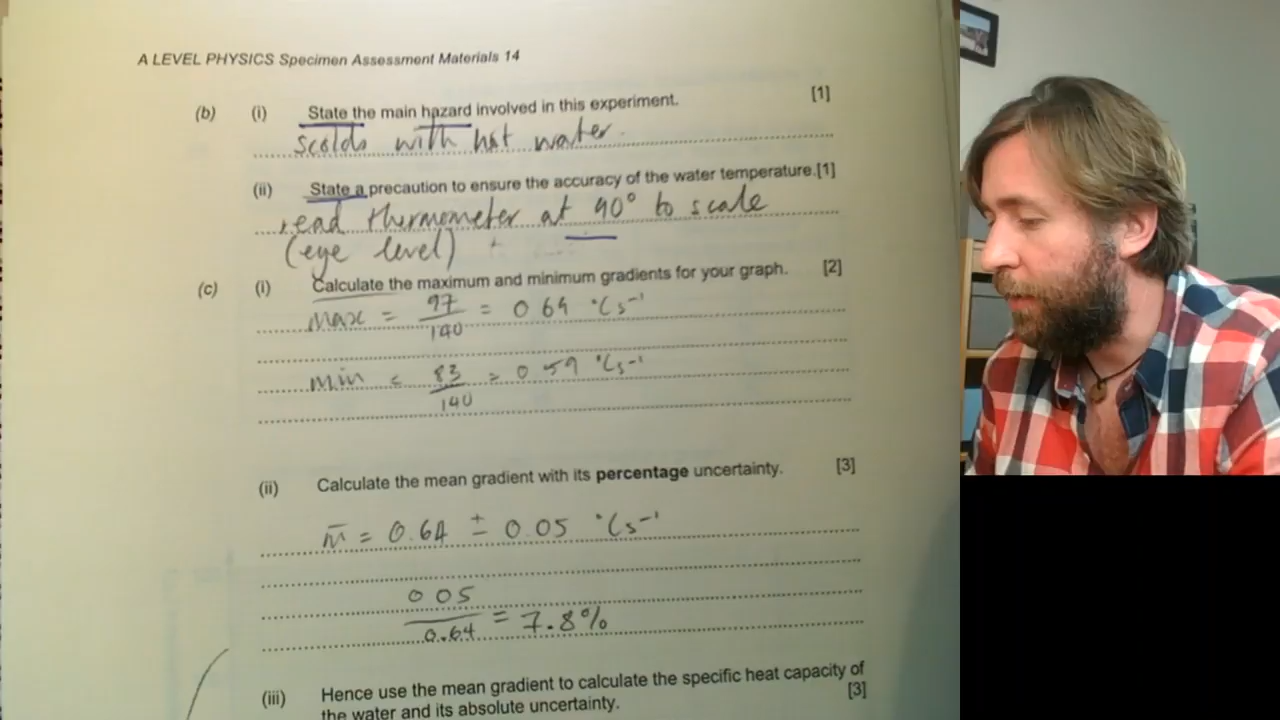 A LEVEL PHYSICS Specimen Assessment Materials 14
(b) (i) State the main hazard involved in this experiment. [1]
scalds with hot water.
(ii) State a precaution to ensure the accuracy of the water temperature.[1]
read thermometer at 90° to scale
(eye level)
(c) (i) Calculate the maximum and minimum gradients for your graph. [2]
Max = 97/140 = 0.69 °Cs⁻¹
Min = 83/140 = 0.59 °Cs⁻¹
(ii) Calculate the mean gradient with its percentage uncertainty. [3]
m̄ = 0.64 ± 0.05 °Cs⁻¹
0.05/0.64 = 7.8%
(iii) Hence use the mean gradient to calculate the specific heat capacity of
the water and its absolute uncertainty. [3]